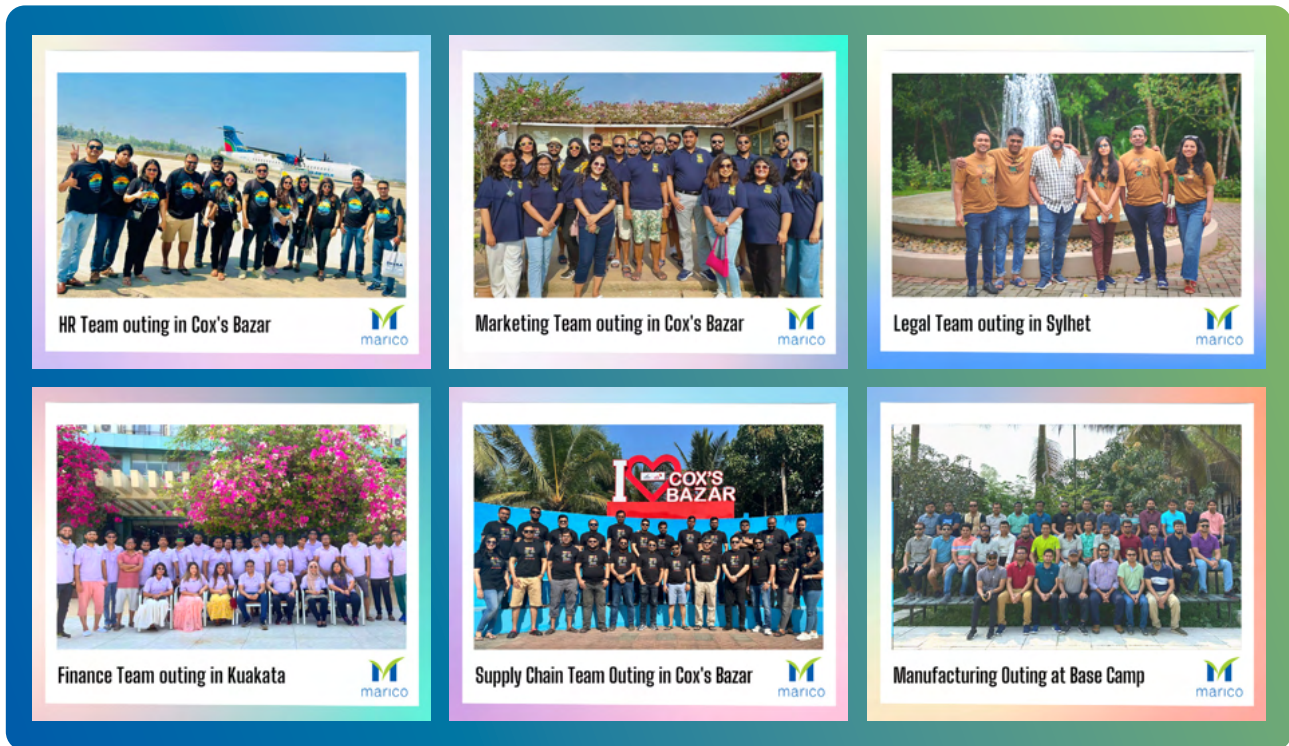 HR Team outing in Cox's Bazar
marico
Marketing Team outing in Cox's Bazar
marico
Legal Team outing in Sylhet
marico
I
COX'S
BAZAR
Finance Team outing in Kuakata
marico
Supply Chain Team Outing in Cox's Bazar
marico
Manufacturing Outing at Base Camp
marico